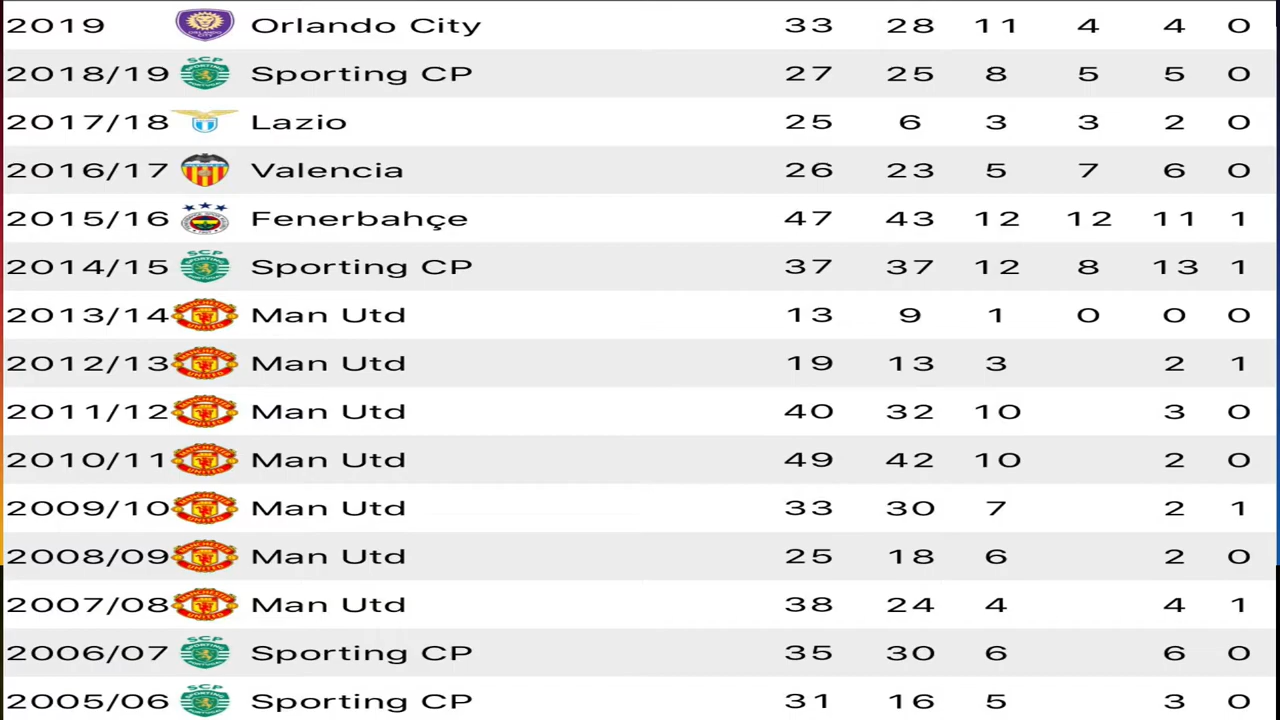 2019 Orlando City 33 28 11 4 4 0
2018/19 SCP Sporting CP 27 25 8 5 5 0
2017/18 Lazio 25 6 3 3 2 0
2016/17 Valencia 26 23 5 7 6 0
2015/16 Fenerbahçe 47 43 12 12 11 1
2014/15 SCP Sporting CP 37 37 12 8 13 1
2013/14 Man Utd 13 9 1 0 0 0
2012/13 Man Utd 19 13 3 2 1
2011/12 Man Utd 40 32 10 3 0
2010/11 Man Utd 49 42 10 2 0
2009/10 Man Utd 33 30 7 2 1
2008/09 Man Utd 25 18 6 2 0
2007/08 Man Utd 38 24 4 4 1
2006/07 SCP Sporting CP 35 30 6 6 0
2005/06 SCP Sporting CP 31 16 5 3 0